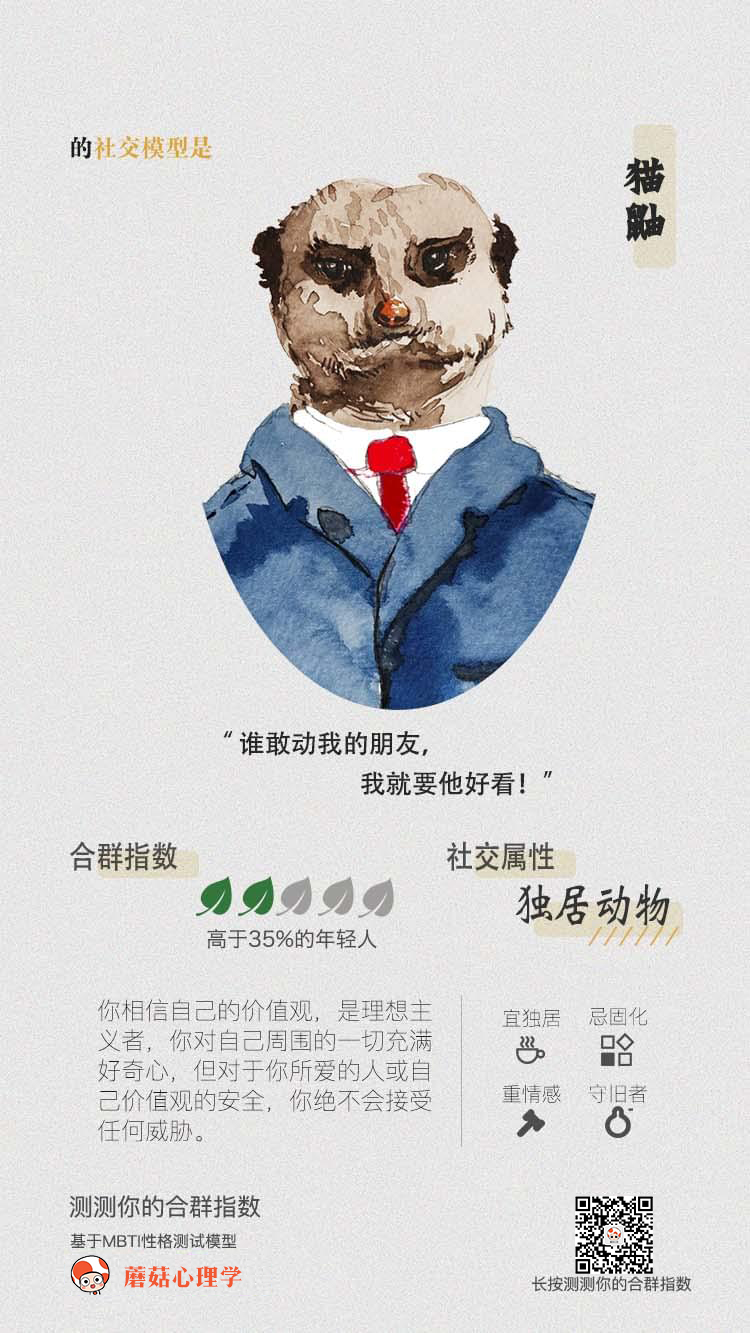 的社交模型是
猫鼬
“谁敢动我的朋友，
我就要他好看！”
合群指数
高于35%的年轻人
社交属性
独居动物
你相信自己的价值观，是理想主
义者，你对自己周围的一切充满
好奇心，但对于你所爱的人或自
己价值观的安全，你绝不会接受
任何威胁。
宜独居
忌固化
重情感
守旧者
测测你的合群指数
基于MBTI性格测试模型
蘑菇心理学
长按测测你的合群指数